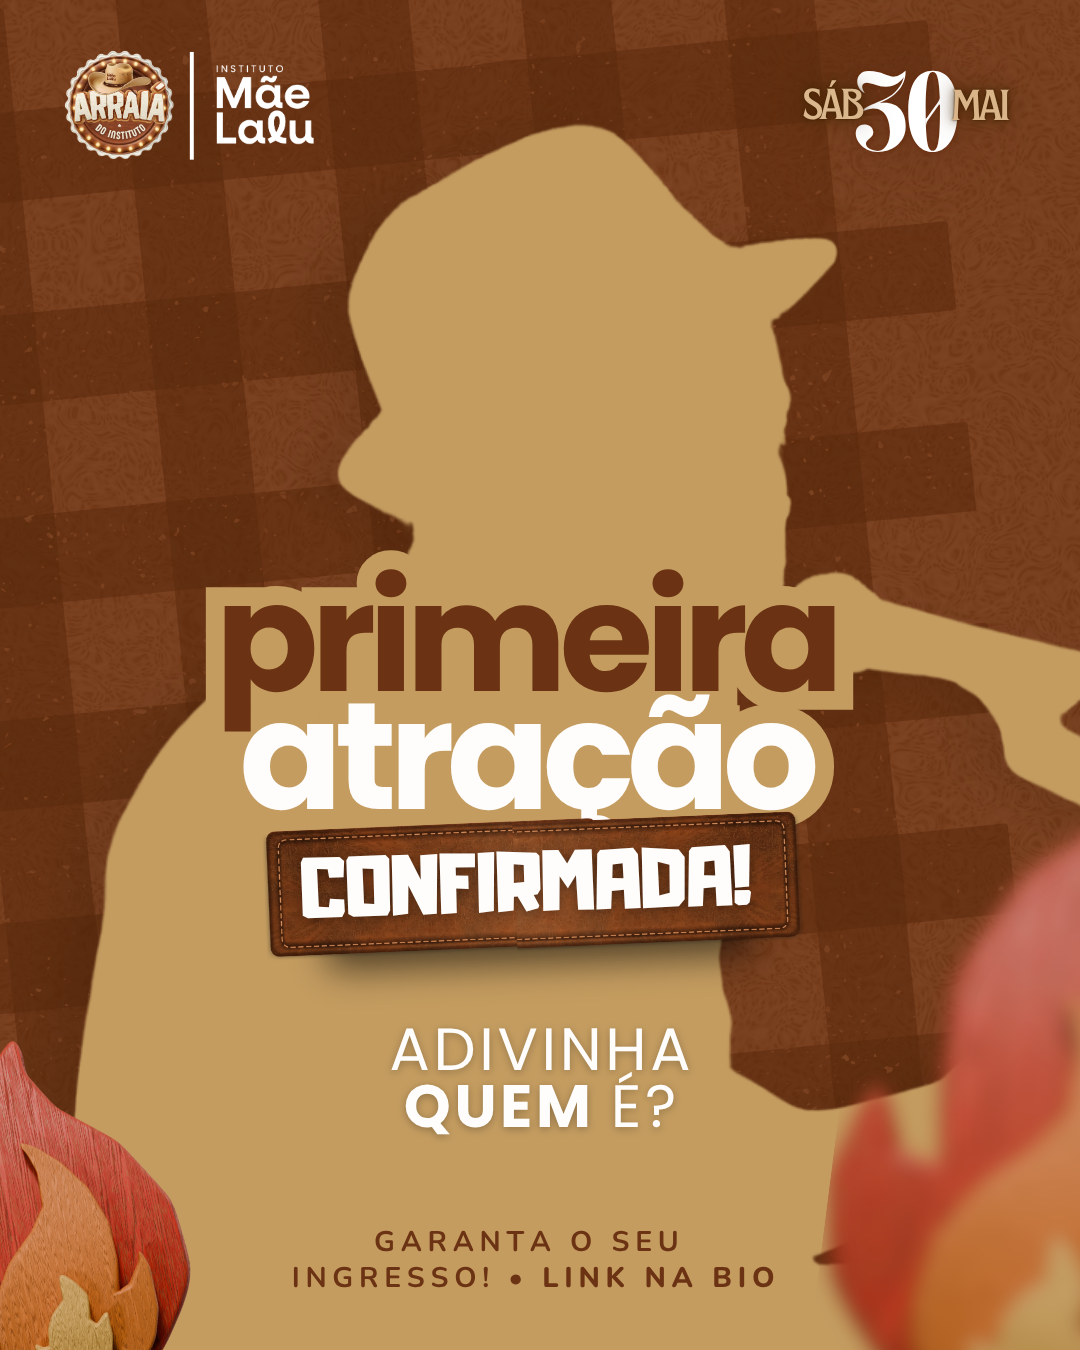 ARRAIÁ
DO INSTITUTO
INSTITUTO
Mãe
Lalu
SÁB 30 MAI
primeira
atração
CONFIRMADA!
ADIVINHA
QUEM É?
GARANTA O SEU
INGRESSO! • LINK NA BIO